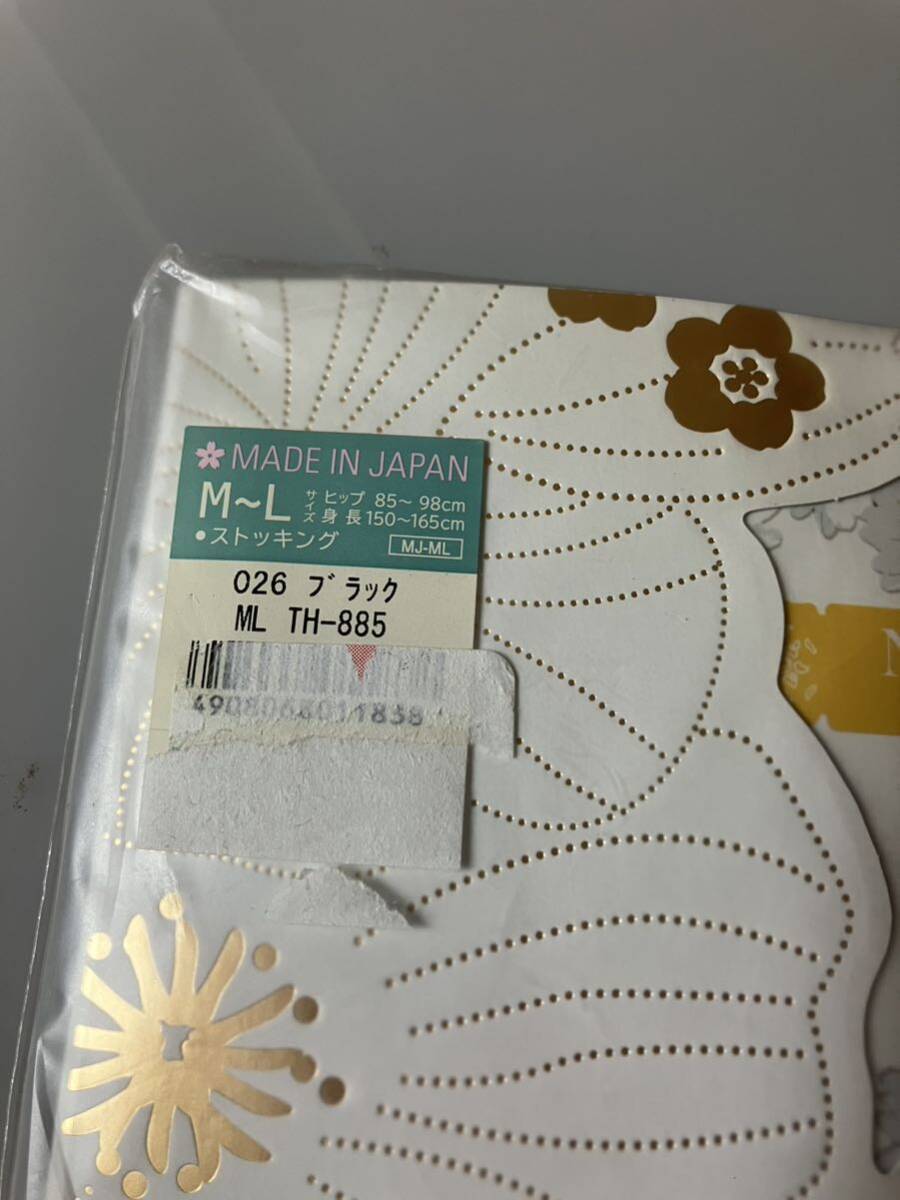 MADE IN JAPAN
M~L サイズ ヒップ 85~98cm
身長 150~165cm
•ストッキング MJ-ML
026 ブラック
ML TH-885
4908068011838
N